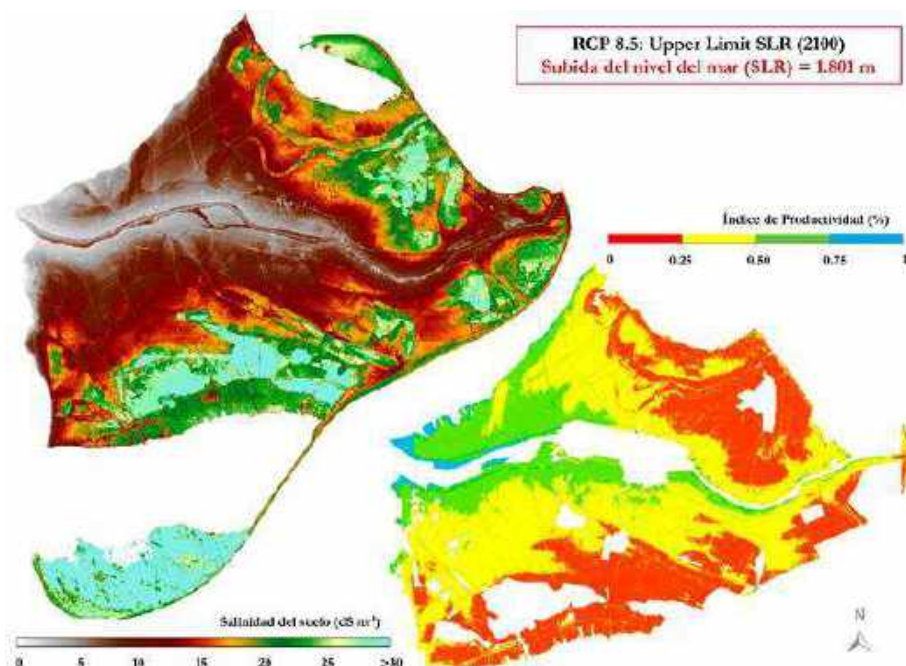 RCP 8.5: Upper Limit SLR (2100)
Subida del nivel del mar (SLR) = 1.801 m
Índice de Productividad (%)
0 0.25 0.50 0.75 1
Salinidad del suelo (dS m⁻¹)
0 5 10 15 20 25 >30
N